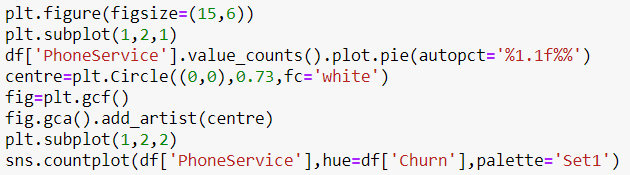 plt.figure(figsize=(15,6))
plt.subplot(1,2,1)
df['PhoneService'].value_counts().plot.pie(autopct='%1.1f%%')
centre=plt.Circle((0,0),0.73,fc='white')
fig=plt.gcf()
fig.gca().add_artist(centre)
plt.subplot(1,2,2)
sns.countplot(df['PhoneService'],hue=df['Churn'],palette='Set1')